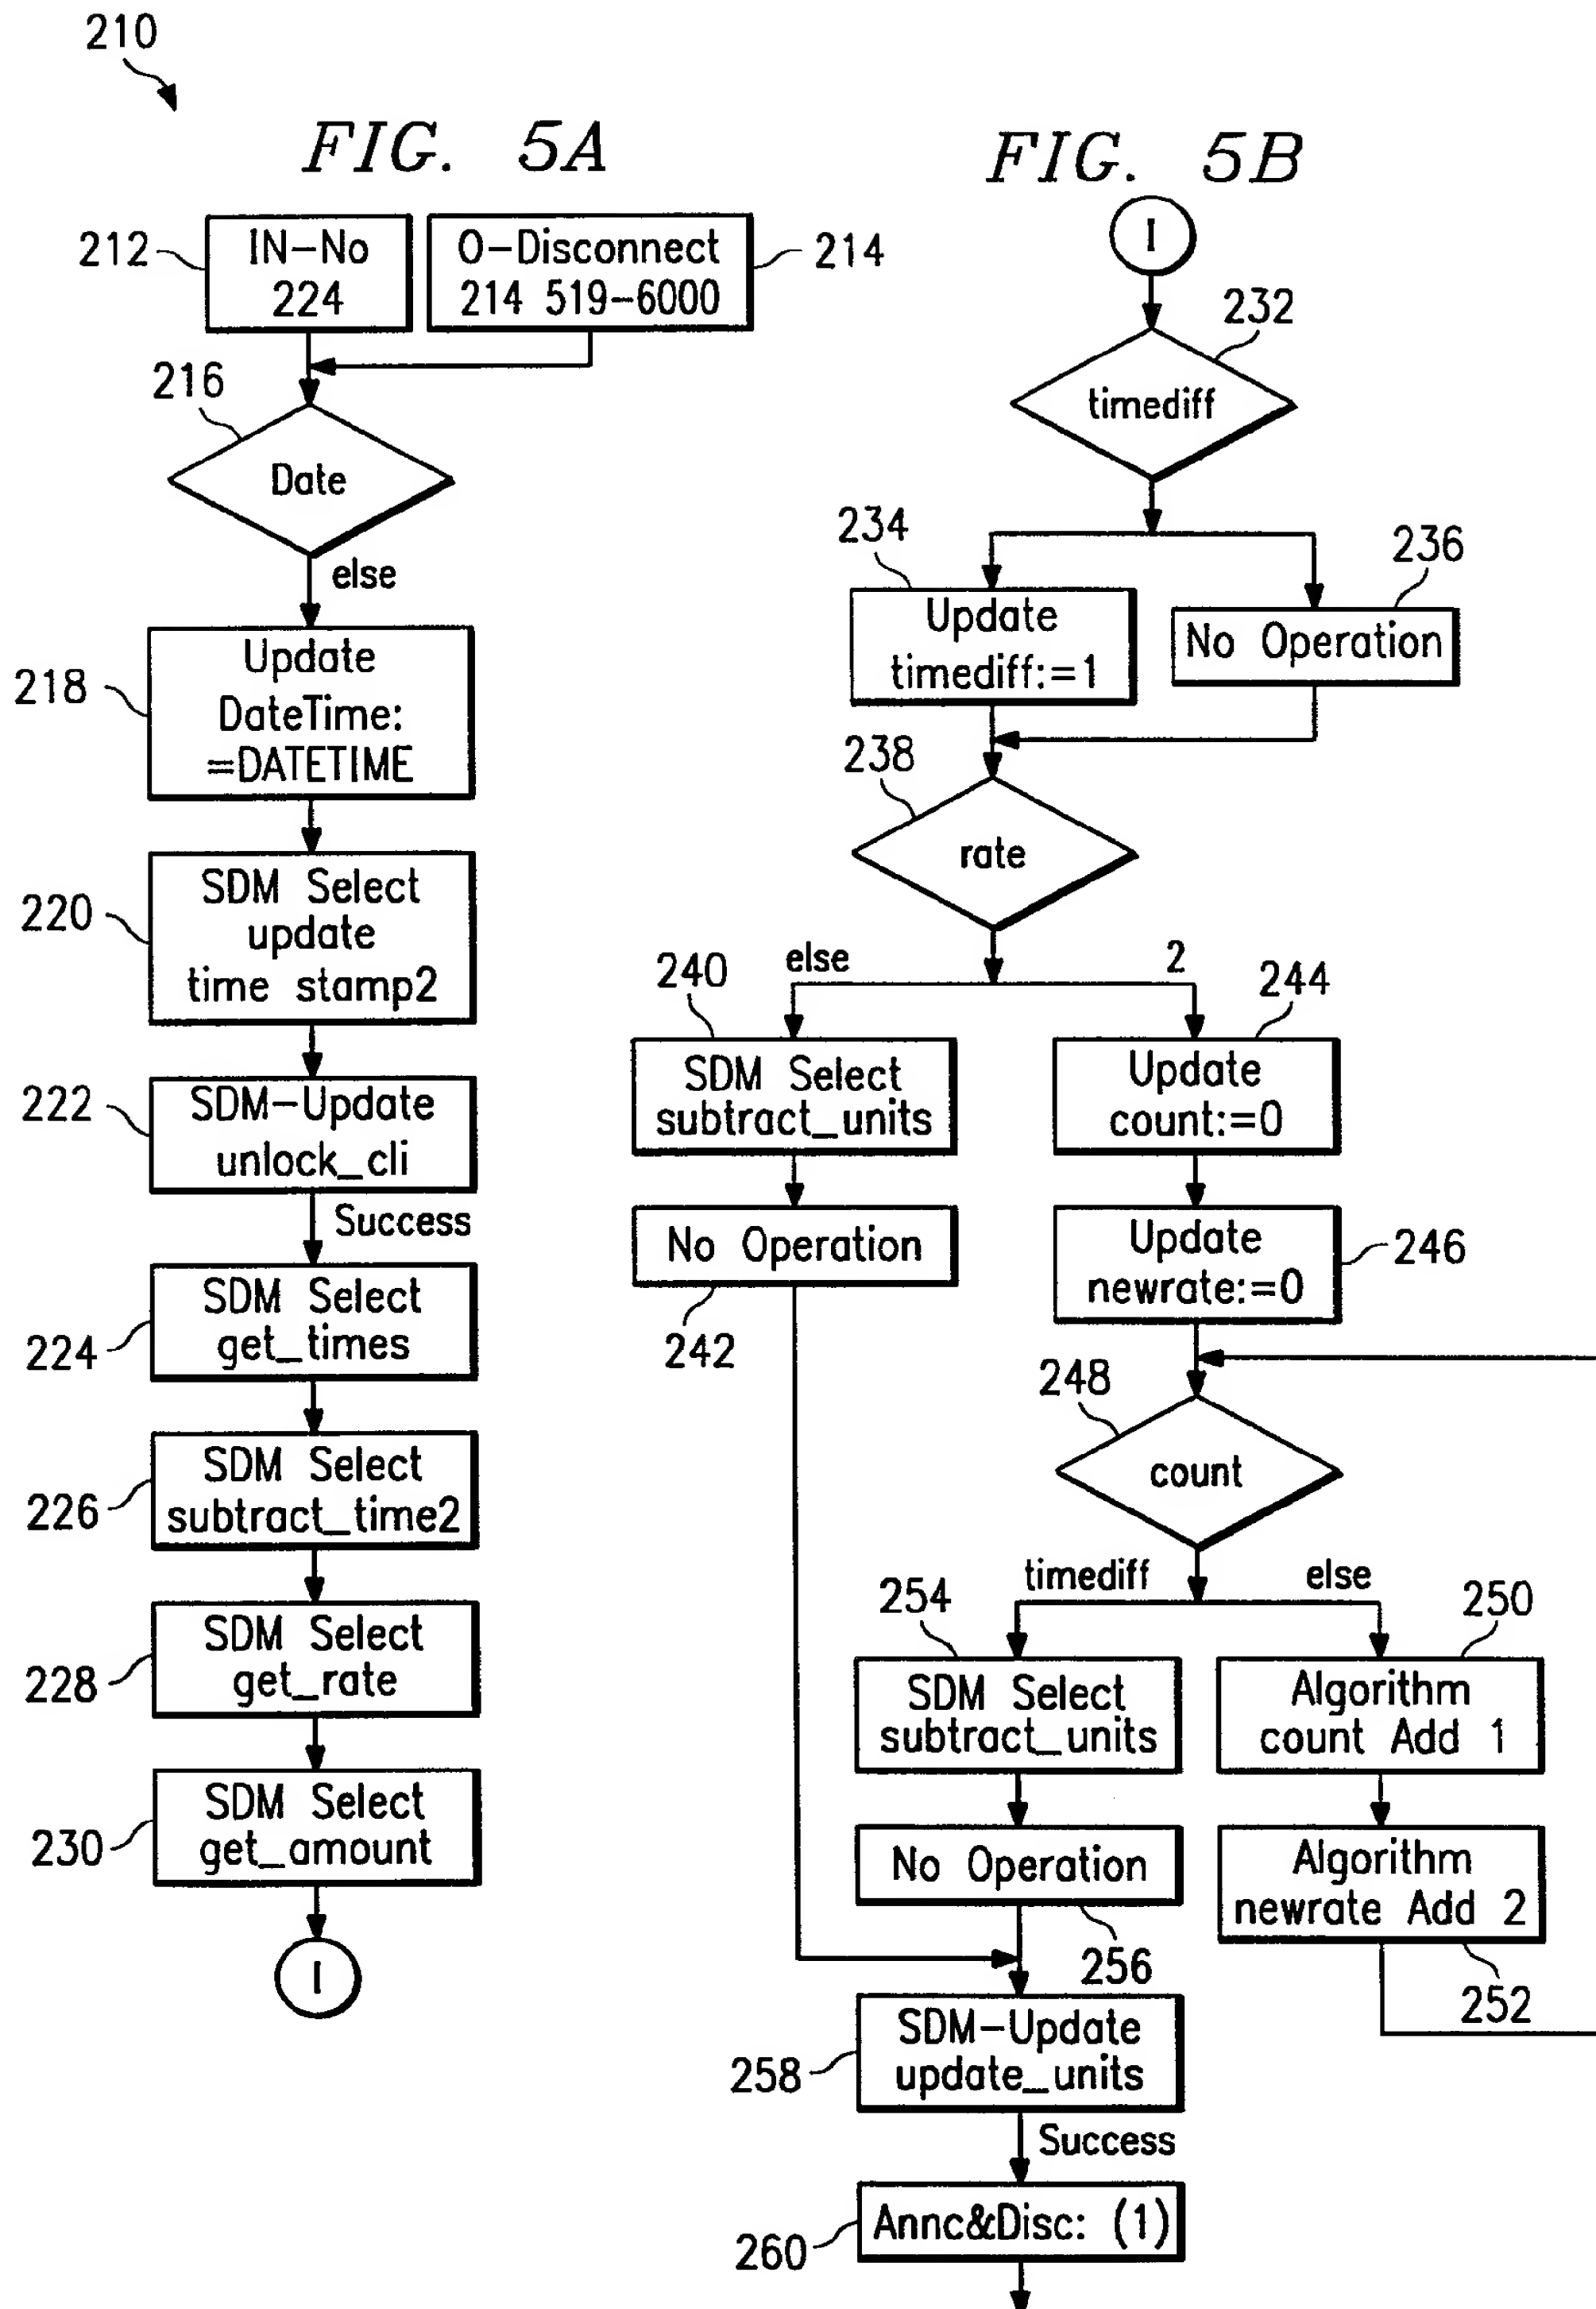 210
FIG. 5A
212
IN-No
224
O-Disconnect
214 519-6000
214
216
Date
else
218
Update
DateTime:
=DATETIME
220
SDM Select
update
time stamp2
222
SDM-Update
unlock_cli
Success
224
SDM Select
get_times
226
SDM Select
subtract_time2
228
SDM Select
get_rate
230
SDM Select
get_amount
I
FIG. 5B
I
232
timediff
234
Update
timediff:=1
236
No Operation
238
rate
else
2
240
SDM Select
subtract_units
244
Update
count:=0
No Operation
242
Update
newrate:=0
246
248
count
timediff
else
254
SDM Select
subtract_units
250
Algorithm
count Add 1
No Operation
256
Algorithm
newrate Add 2
252
258
SDM-Update
update_units
Success
260
Annc&Disc: (1)